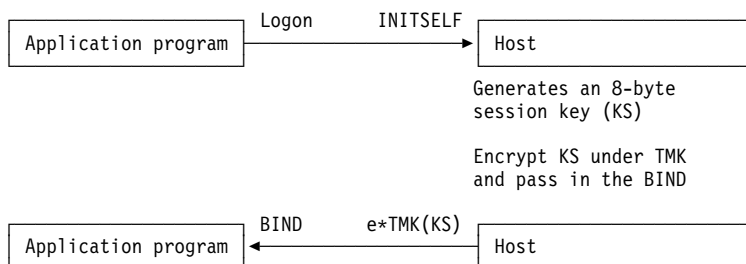 Logon INITSELF
Application program Host
Generates an 8-byte
session key (KS)
Encrypt KS under TMK
and pass in the BIND
BIND e*TMK(KS)
Application program Host